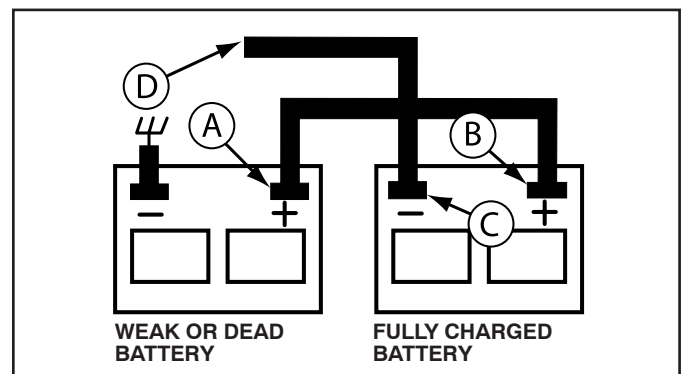 D
A
B
C
− + − +
WEAK OR DEAD
BATTERY
FULLY CHARGED
BATTERY